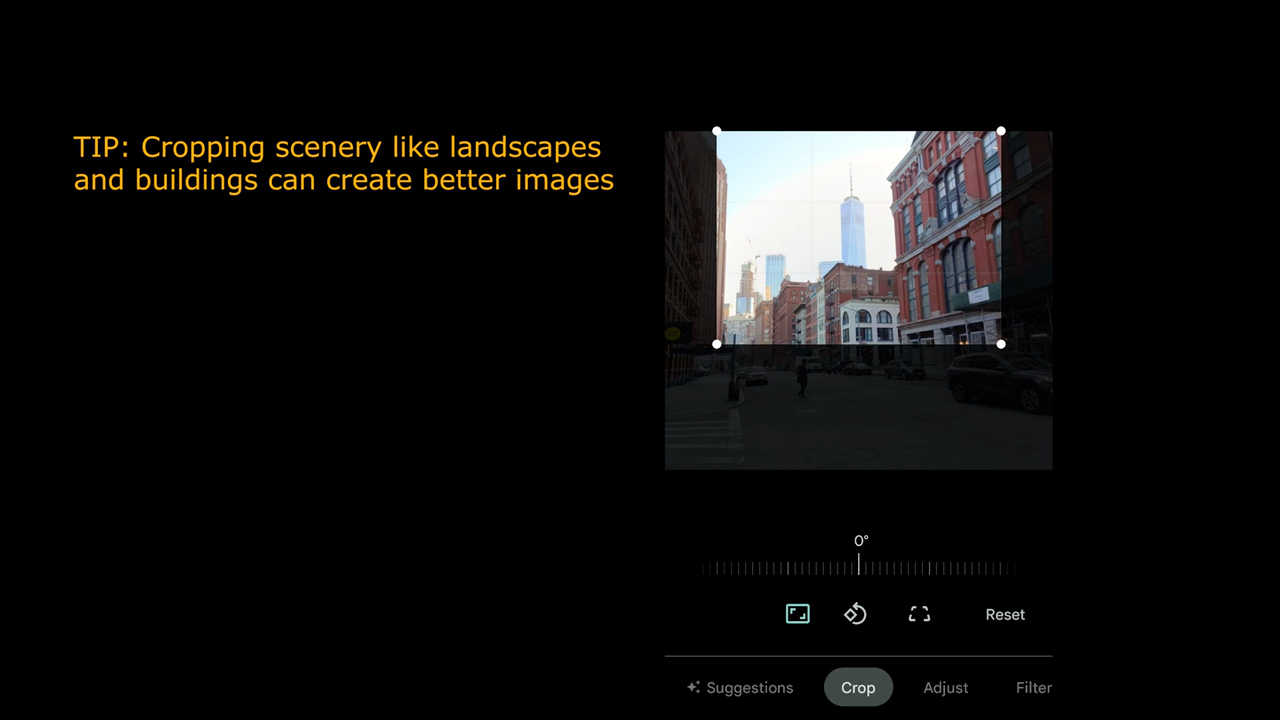 TIP: Cropping scenery like landscapes
and buildings can create better images
0°
Reset
Suggestions
Crop
Adjust
Filter